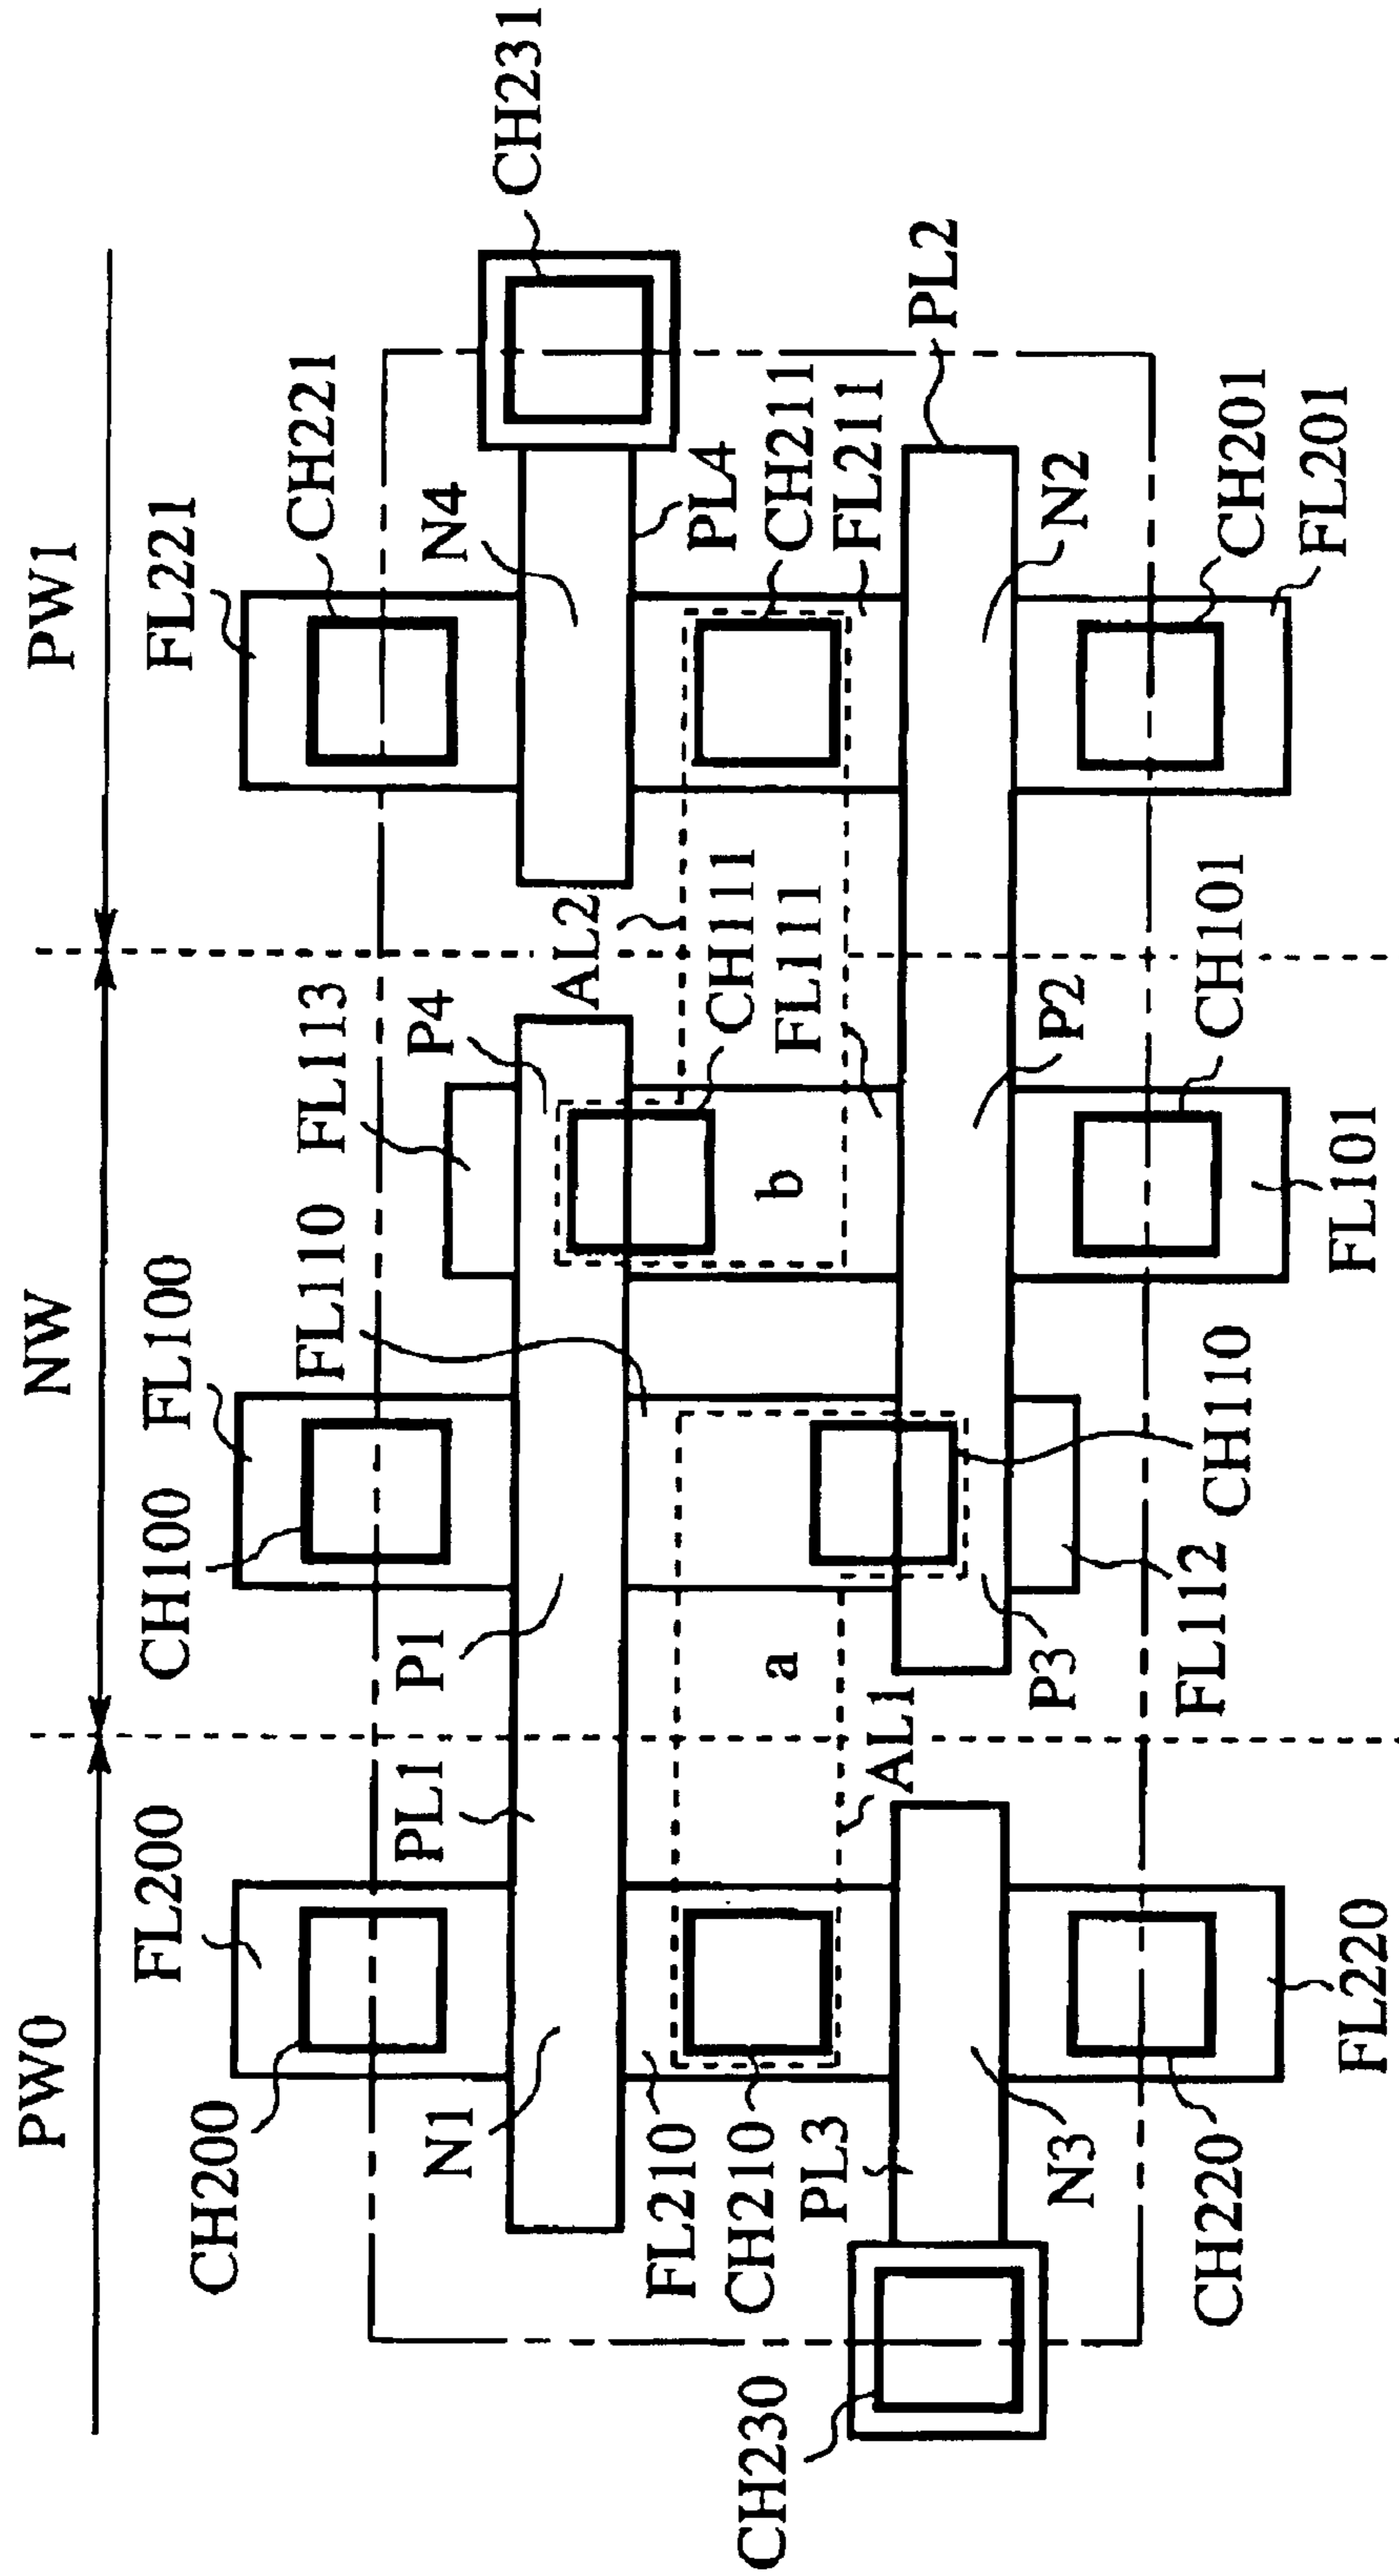 PW0
NW
PW1
FL200
CH100
FL100
FL221
CH200
FL110
FL113
CH221
N1
PL1
P1
P4
N4
CH231
AL2
FL210
CH210
PL3
a
b
CH111
FL111
PL4
CH211
FL211
PL2
CH230
AL1
N3
P3
P2
N2
CH220
FL112
CH110
CH101
CH201
FL220
FL101
FL201